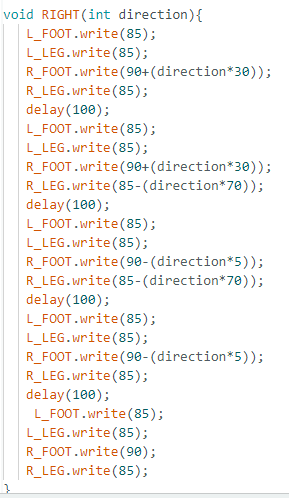 void RIGHT(int direction){
L_FOOT.write(85);
L_LEG.write(85);
R_FOOT.write(90+(direction*30));
R_LEG.write(85);
delay(100);
L_FOOT.write(85);
L_LEG.write(85);
R_FOOT.write(90+(direction*30));
R_LEG.write(85-(direction*70));
delay(100);
L_FOOT.write(85);
L_LEG.write(85);
R_FOOT.write(90-(direction*5));
R_LEG.write(85-(direction*70));
delay(100);
L_FOOT.write(85);
L_LEG.write(85);
R_FOOT.write(90-(direction*5));
R_LEG.write(85);
delay(100);
L_FOOT.write(85);
L_LEG.write(85);
R_FOOT.write(90);
R_LEG.write(85);
}